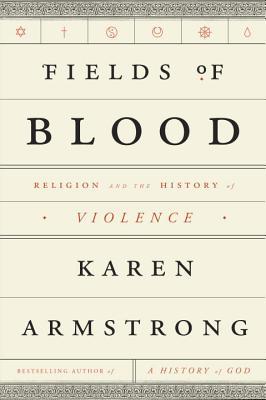 FIELDS OF
BLOOD
RELIGION AND THE HISTORY of
VIOLENCE
KAREN
ARMSTRONG
BESTSELLING AUTHOR of A HISTORY OF GOD